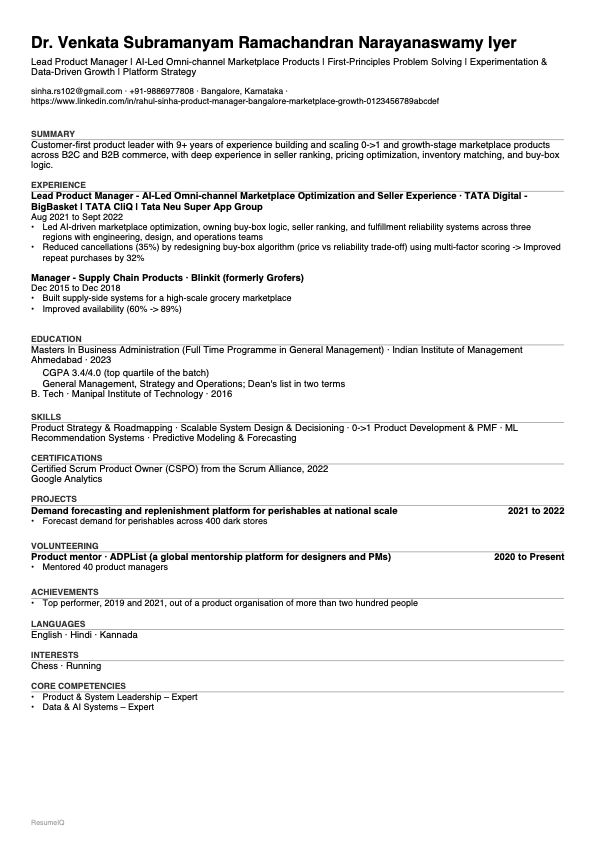 Dr. Venkata Subramanyam Ramachandran Narayanaswamy Iyer
Lead Product Manager | AI-Led Omni-channel Marketplace Products | First-Principles Problem Solving | Experimentation &
Data-Driven Growth | Platform Strategy
sinha.rs102@gmail.com · +91-9886977808 · Bangalore, Karnataka ·
https://www.linkedin.com/in/rahul-sinha-product-manager-bangalore-marketplace-growth-0123456789abcdef
SUMMARY
Customer-first product leader with 9+ years of experience building and scaling 0->1 and growth-stage marketplace products
across B2C and B2B commerce, with deep experience in seller ranking, pricing optimization, inventory matching, and buy-box
logic.
EXPERIENCE
Lead Product Manager - AI-Led Omni-channel Marketplace Optimization and Seller Experience · TATA Digital -
BigBasket | TATA CliQ | Tata Neu Super App Group
Aug 2021 to Sept 2022
• Led AI-driven marketplace optimization, owning buy-box logic, seller ranking, and fulfillment reliability systems across three
regions with engineering, design, and operations teams
• Reduced cancellations (35%) by redesigning buy-box algorithm (price vs reliability trade-off) using multi-factor scoring -> Improved
repeat purchases by 32%
Manager - Supply Chain Products · Blinkit (formerly Grofers)
Dec 2015 to Dec 2018
• Built supply-side systems for a high-scale grocery marketplace
• Improved availability (60% -> 89%)
EDUCATION
Masters In Business Administration (Full Time Programme in General Management) · Indian Institute of Management
Ahmedabad · 2023
CGPA 3.4/4.0 (top quartile of the batch)
General Management, Strategy and Operations; Dean's list in two terms
B. Tech · Manipal Institute of Technology · 2016
SKILLS
Product Strategy & Roadmapping · Scalable System Design & Decisioning · 0->1 Product Development & PMF · ML
Recommendation Systems · Predictive Modeling & Forecasting
CERTIFICATIONS
Certified Scrum Product Owner (CSPO) from the Scrum Alliance, 2022
Google Analytics
PROJECTS
Demand forecasting and replenishment platform for perishables at national scale 2021 to 2022
• Forecast demand for perishables across 400 dark stores
VOLUNTEERING
Product mentor · ADPList (a global mentorship platform for designers and PMs) 2020 to Present
• Mentored 40 product managers
ACHIEVEMENTS
• Top performer, 2019 and 2021, out of a product organisation of more than two hundred people
LANGUAGES
English · Hindi · Kannada
INTERESTS
Chess · Running
CORE COMPETENCIES
• Product & System Leadership – Expert
• Data & AI Systems – Expert
ResumeIQ